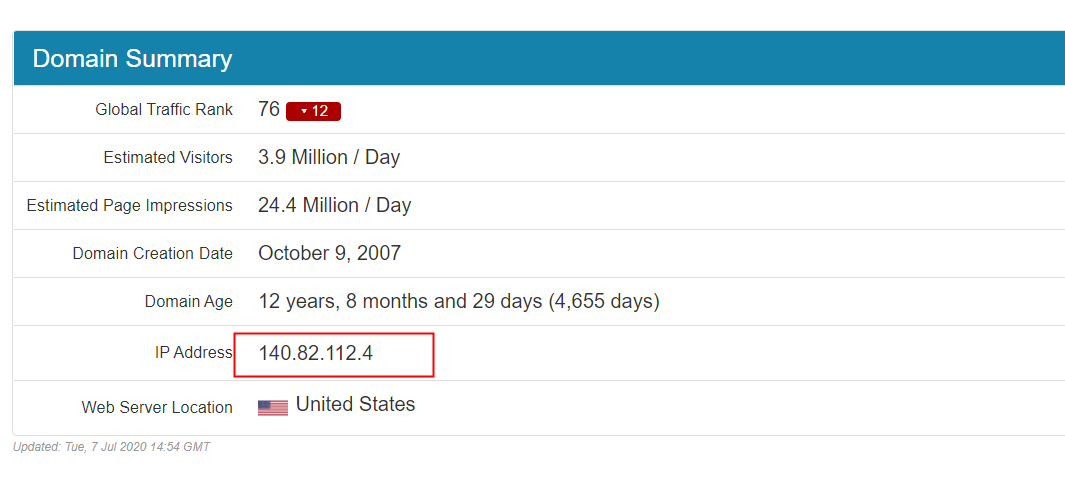 Domain Summary
Global Traffic Rank 76 12
Estimated Visitors 3.9 Million / Day
Estimated Page Impressions 24.4 Million / Day
Domain Creation Date October 9, 2007
Domain Age 12 years, 8 months and 29 days (4,655 days)
IP Address 140.82.112.4
Web Server Location United States
Updated: Tue, 7 Jul 2020 14:54 GMT